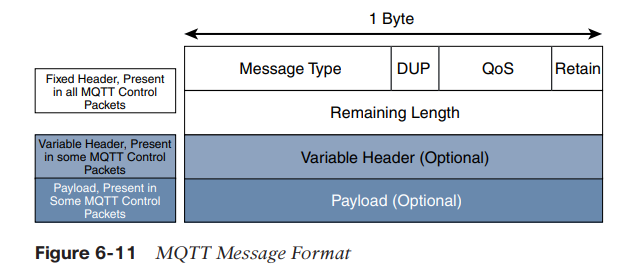 1 Byte
Fixed Header, Present
in all MQTT Control
Packets
Message Type
DUP
QoS
Retain
Remaining Length
Variable Header, Present
in some MQTT Control
Packets
Variable Header (Optional)
Payload, Present in
Some MQTT Control
Packets
Payload (Optional)
Figure 6-11 MQTT Message Format